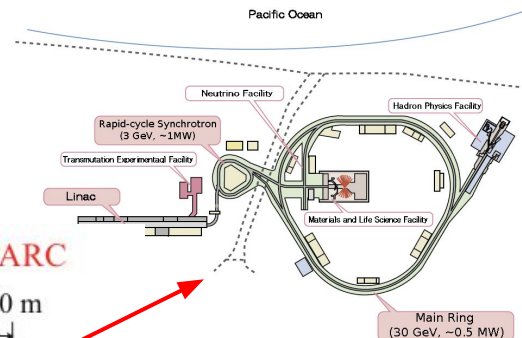 Pacific Ocean
Neutrino Facility
Hadron Physics Facility
Rapid-cycle Synchrotron
(3 GeV, ~1MW)
Transmutation Experimentaql Facility
Linac
Materials and Life Science Facility
ARC
0 m
Main Ring
(30 GeV, ~0.5 MW)